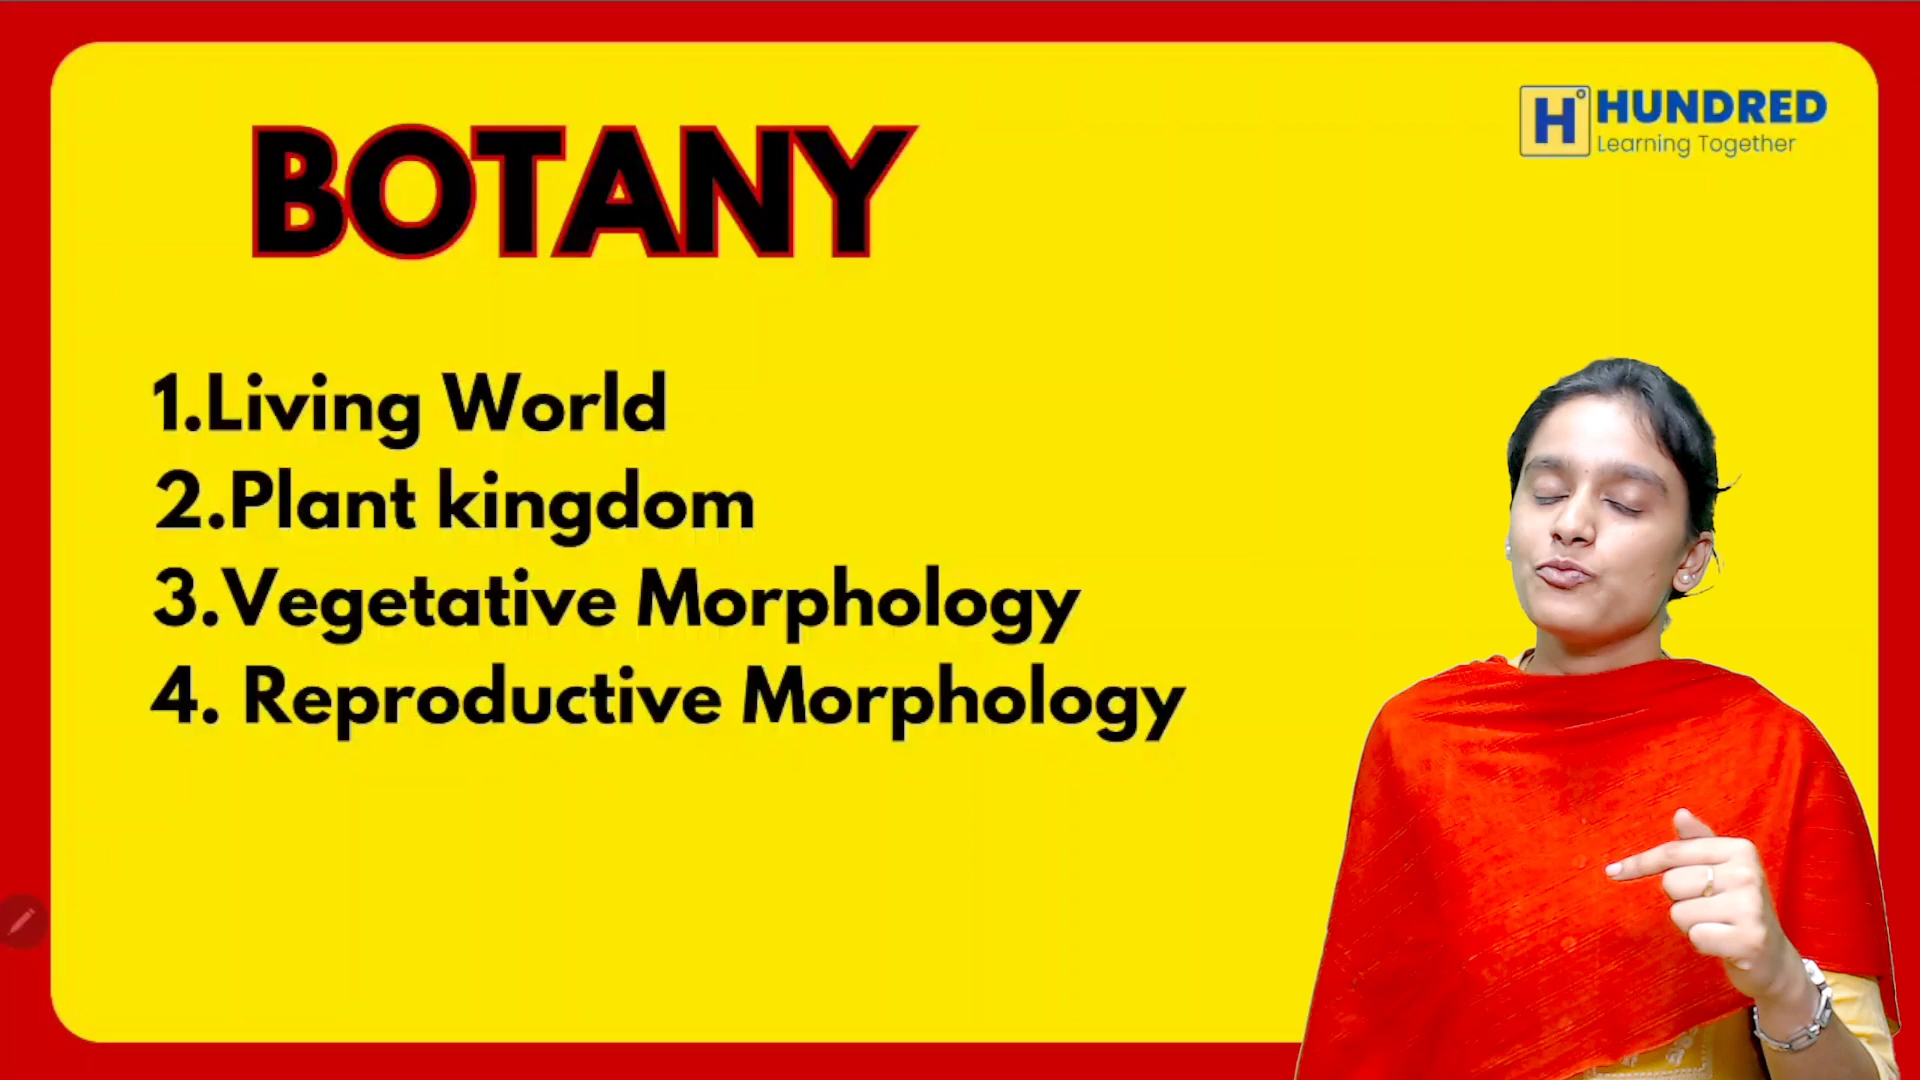 BOTANY
H° HUNDRED
Learning Together
1.Living World
2.Plant kingdom
3.Vegetative Morphology
4. Reproductive Morphology